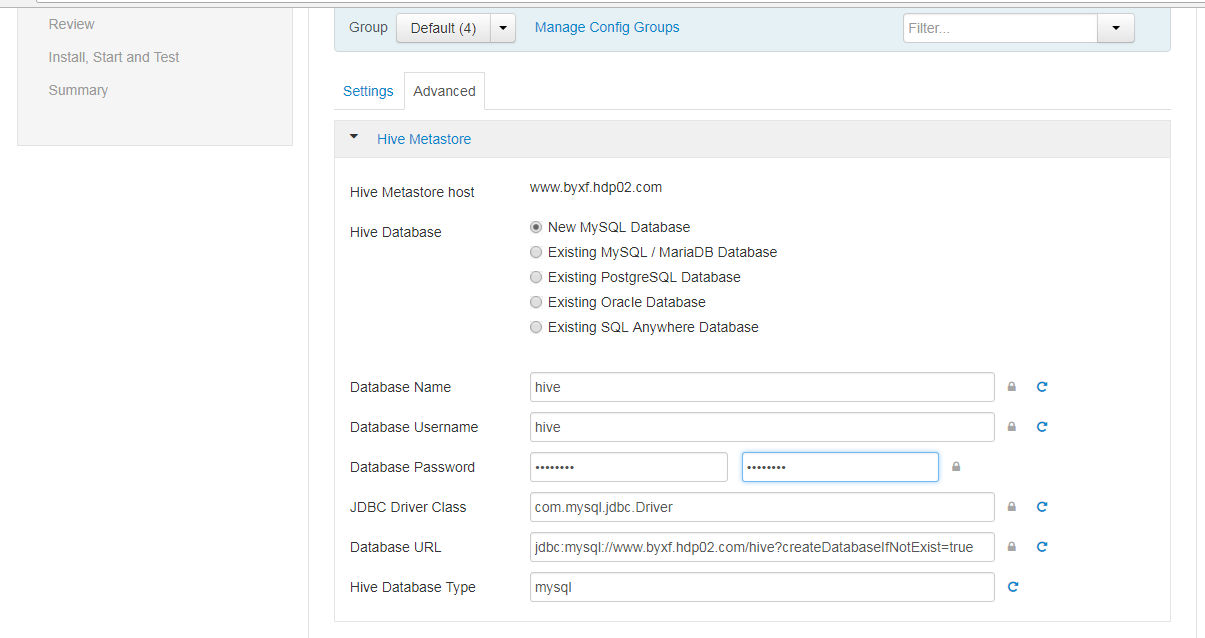 Review
Install, Start and Test
Summary
Group Default (4) Manage Config Groups Filter...
Settings Advanced
Hive Metastore
Hive Metastore host www.byxf.hdp02.com
Hive Database New MySQL Database
Existing MySQL / MariaDB Database
Existing PostgreSQL Database
Existing Oracle Database
Existing SQL Anywhere Database
Database Name hive
Database Username hive
Database Password •••••••• ••••••••
JDBC Driver Class com.mysql.jdbc.Driver
Database URL jdbc:mysql://www.byxf.hdp02.com/hive?createDatabaseIfNotExist=true
Hive Database Type mysql